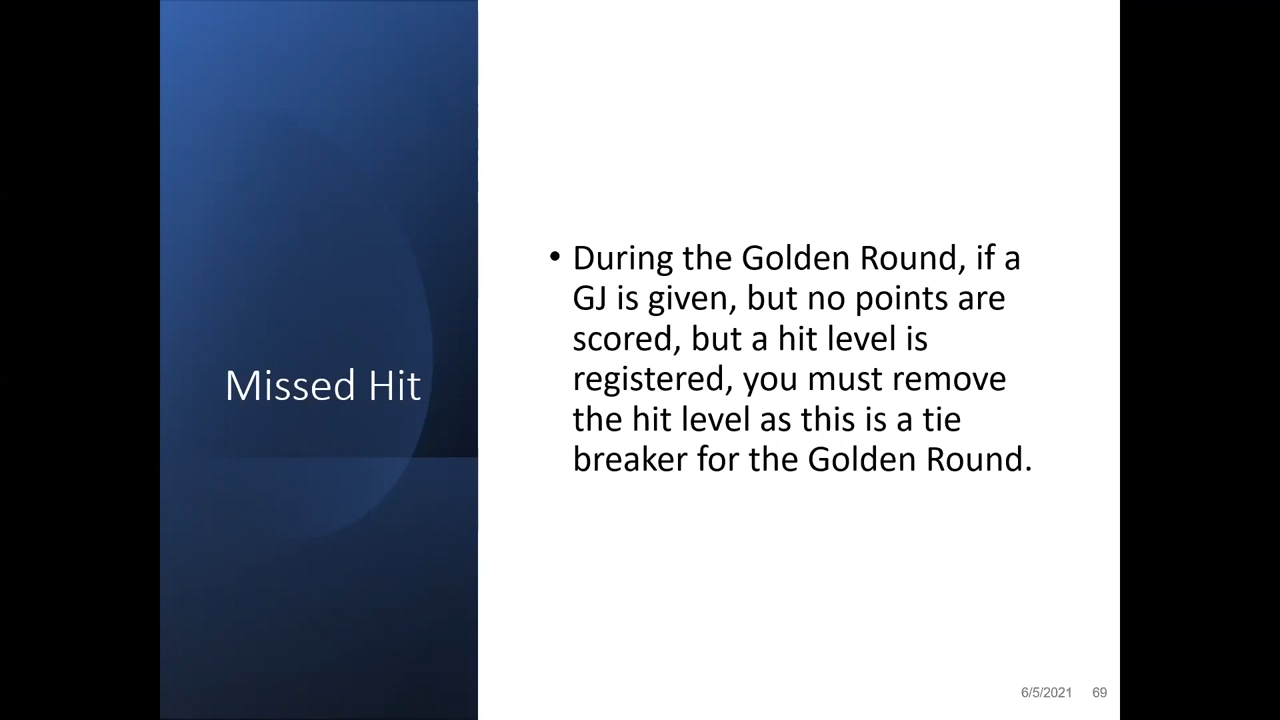 Missed Hit
• During the Golden Round, if a
GJ is given, but no points are
scored, but a hit level is
registered, you must remove
the hit level as this is a tie
breaker for the Golden Round.
6/5/2021 69